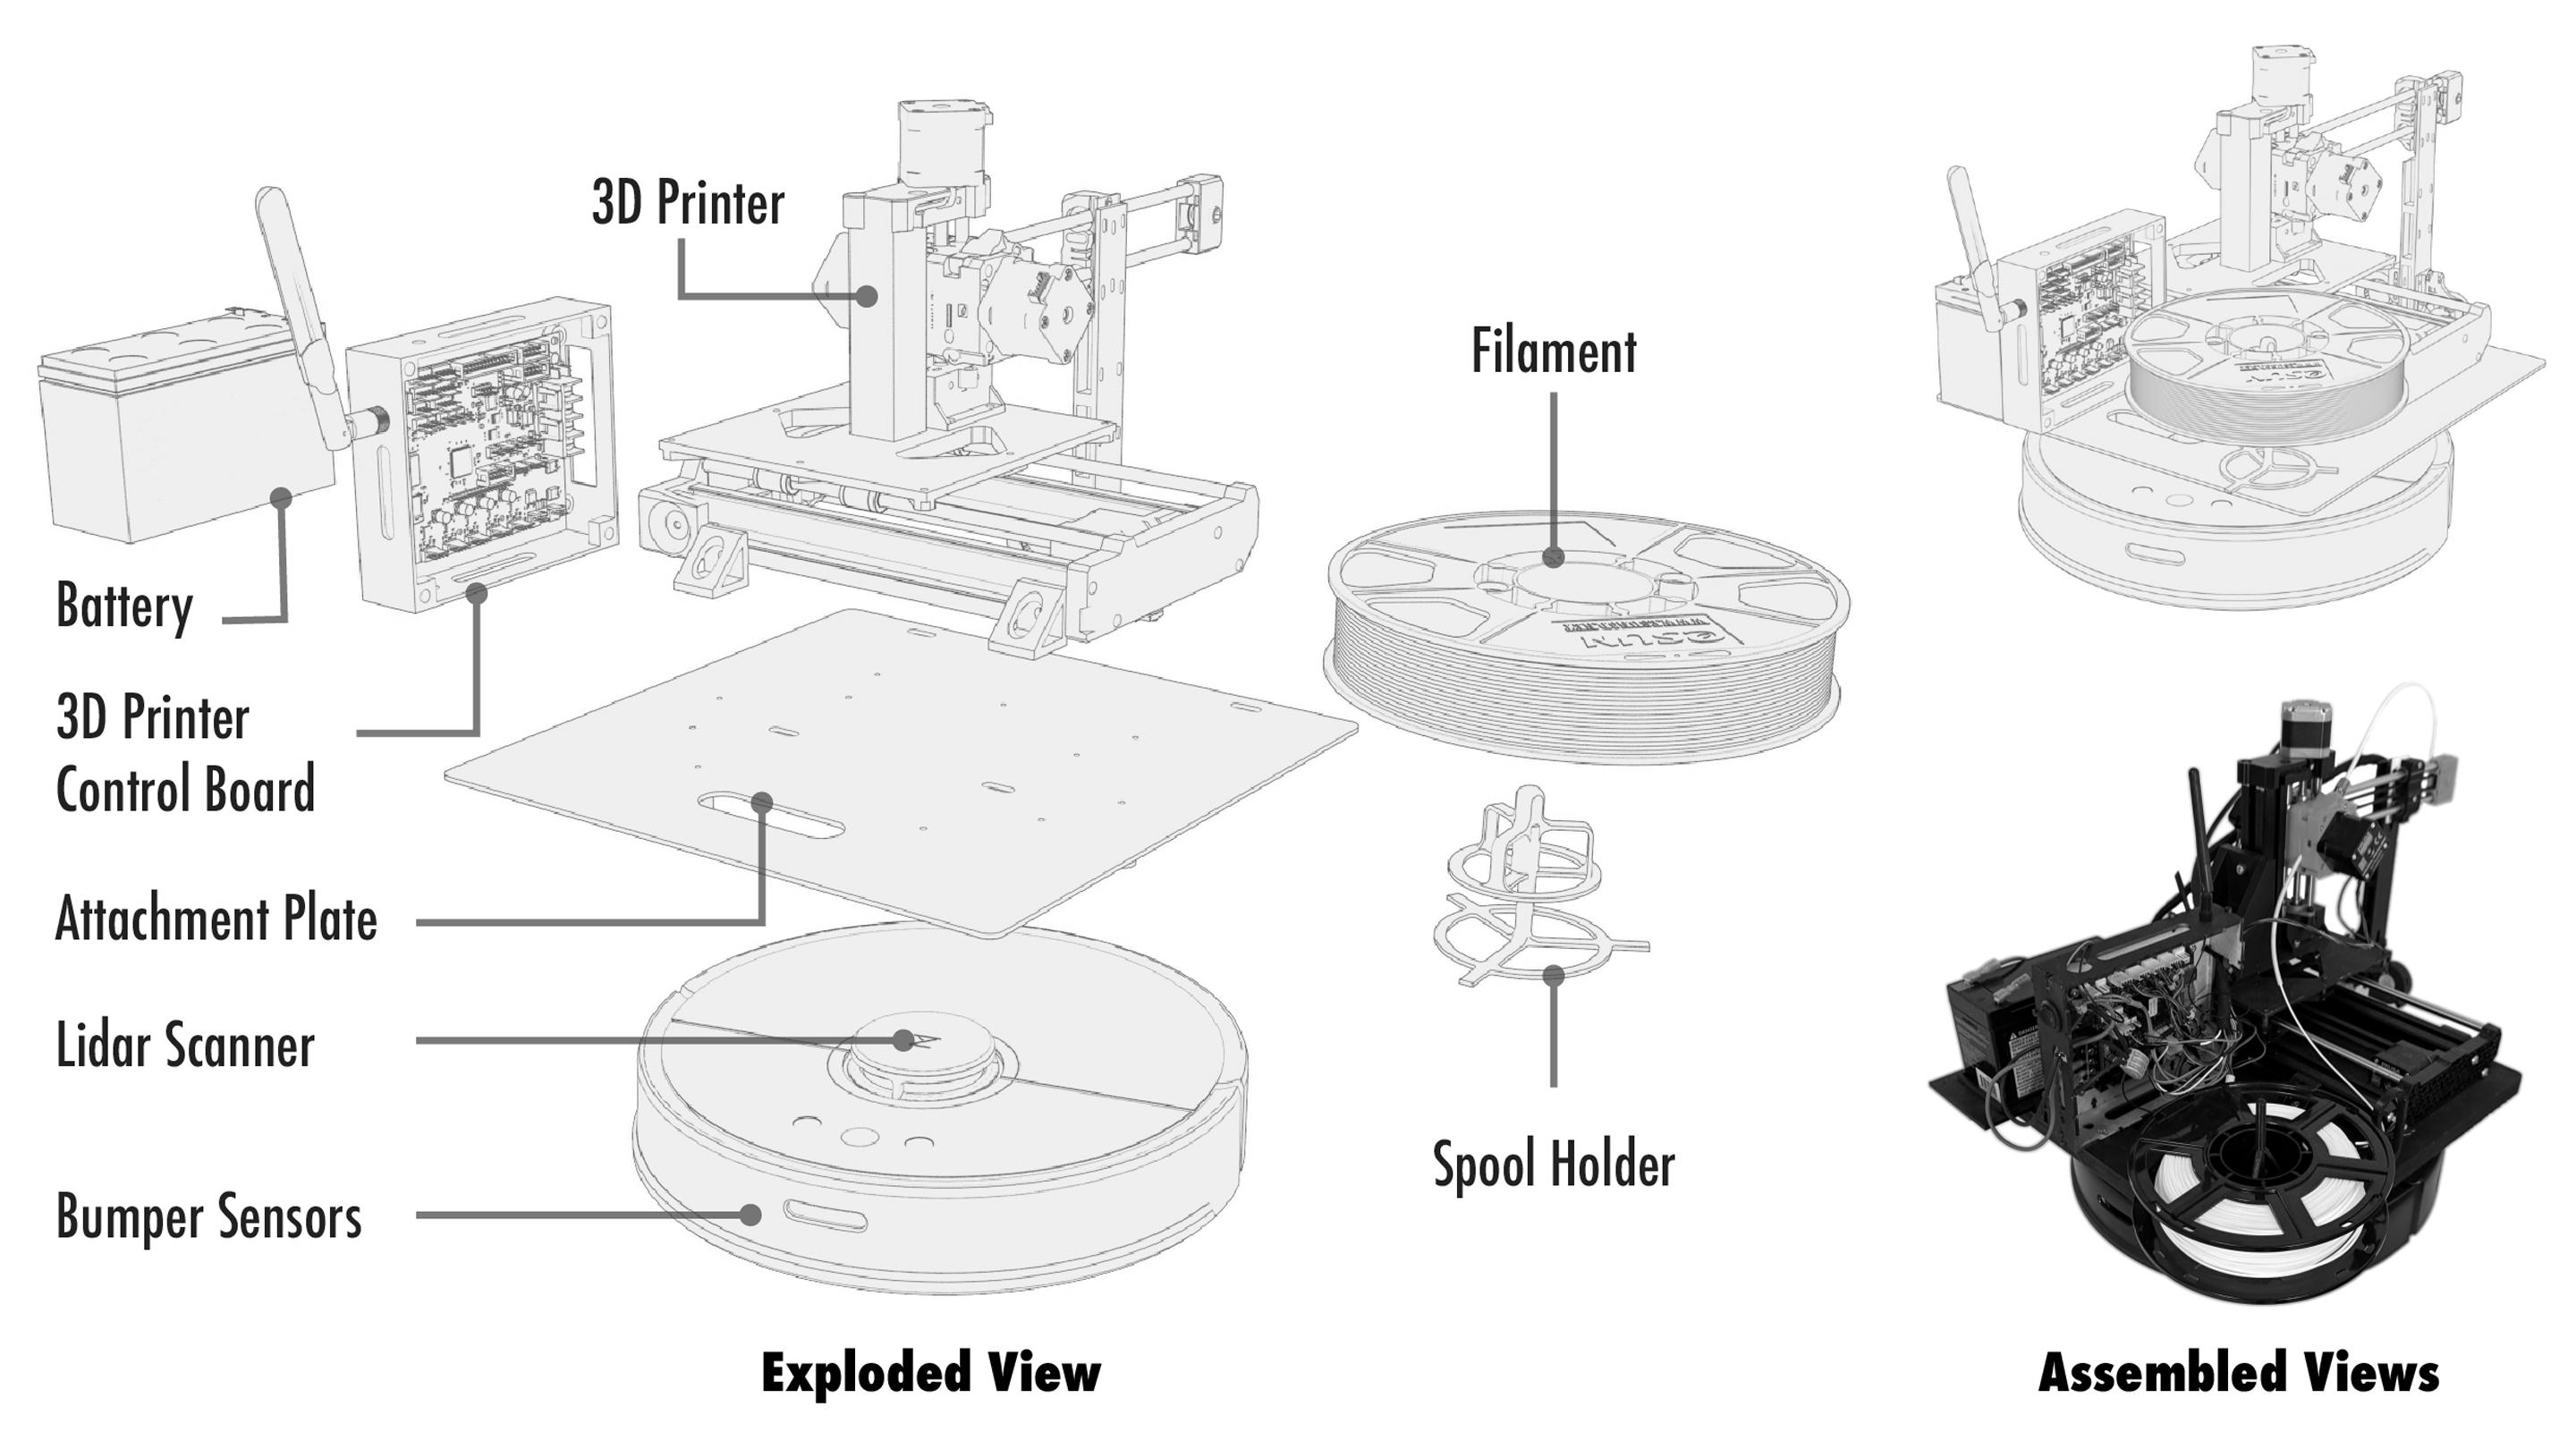 3D Printer
Filament
Battery
3D Printer
Control Board
Attachment Plate
Lidar Scanner
Bumper Sensors
Spool Holder
eSUN
Exploded View
Assembled Views